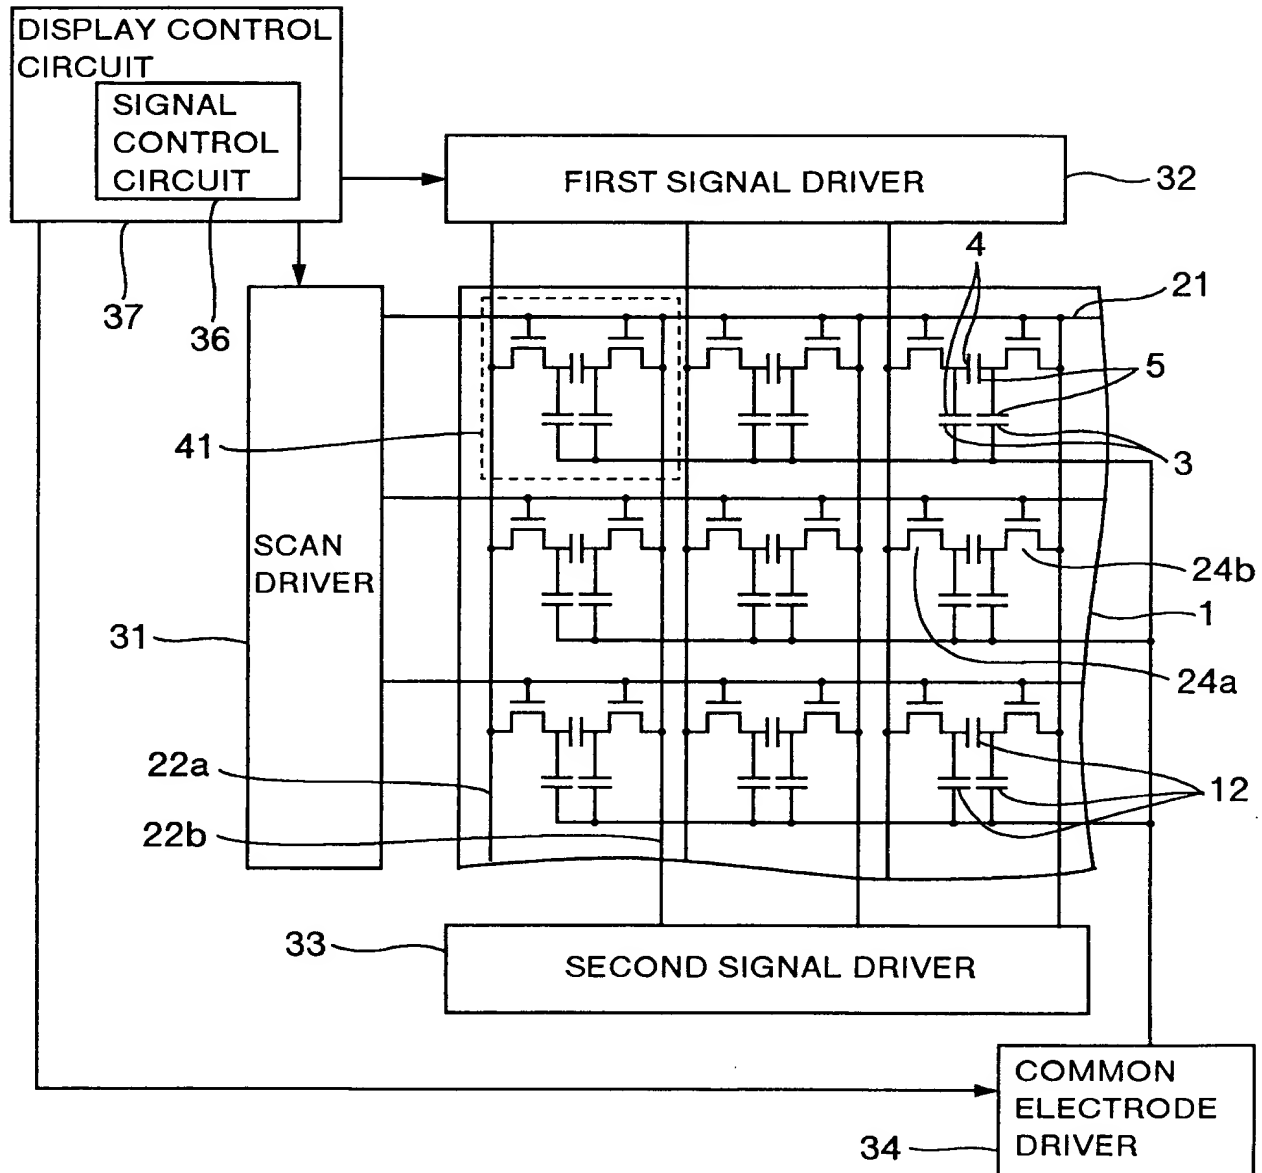 DISPLAY CONTROL
CIRCUIT
SIGNAL
CONTROL
CIRCUIT
FIRST SIGNAL DRIVER
32
4
21
37
36
5
41
3
SCAN
DRIVER
24b
1
31
24a
22a
12
22b
33
SECOND SIGNAL DRIVER
COMMON
ELECTRODE
DRIVER
34